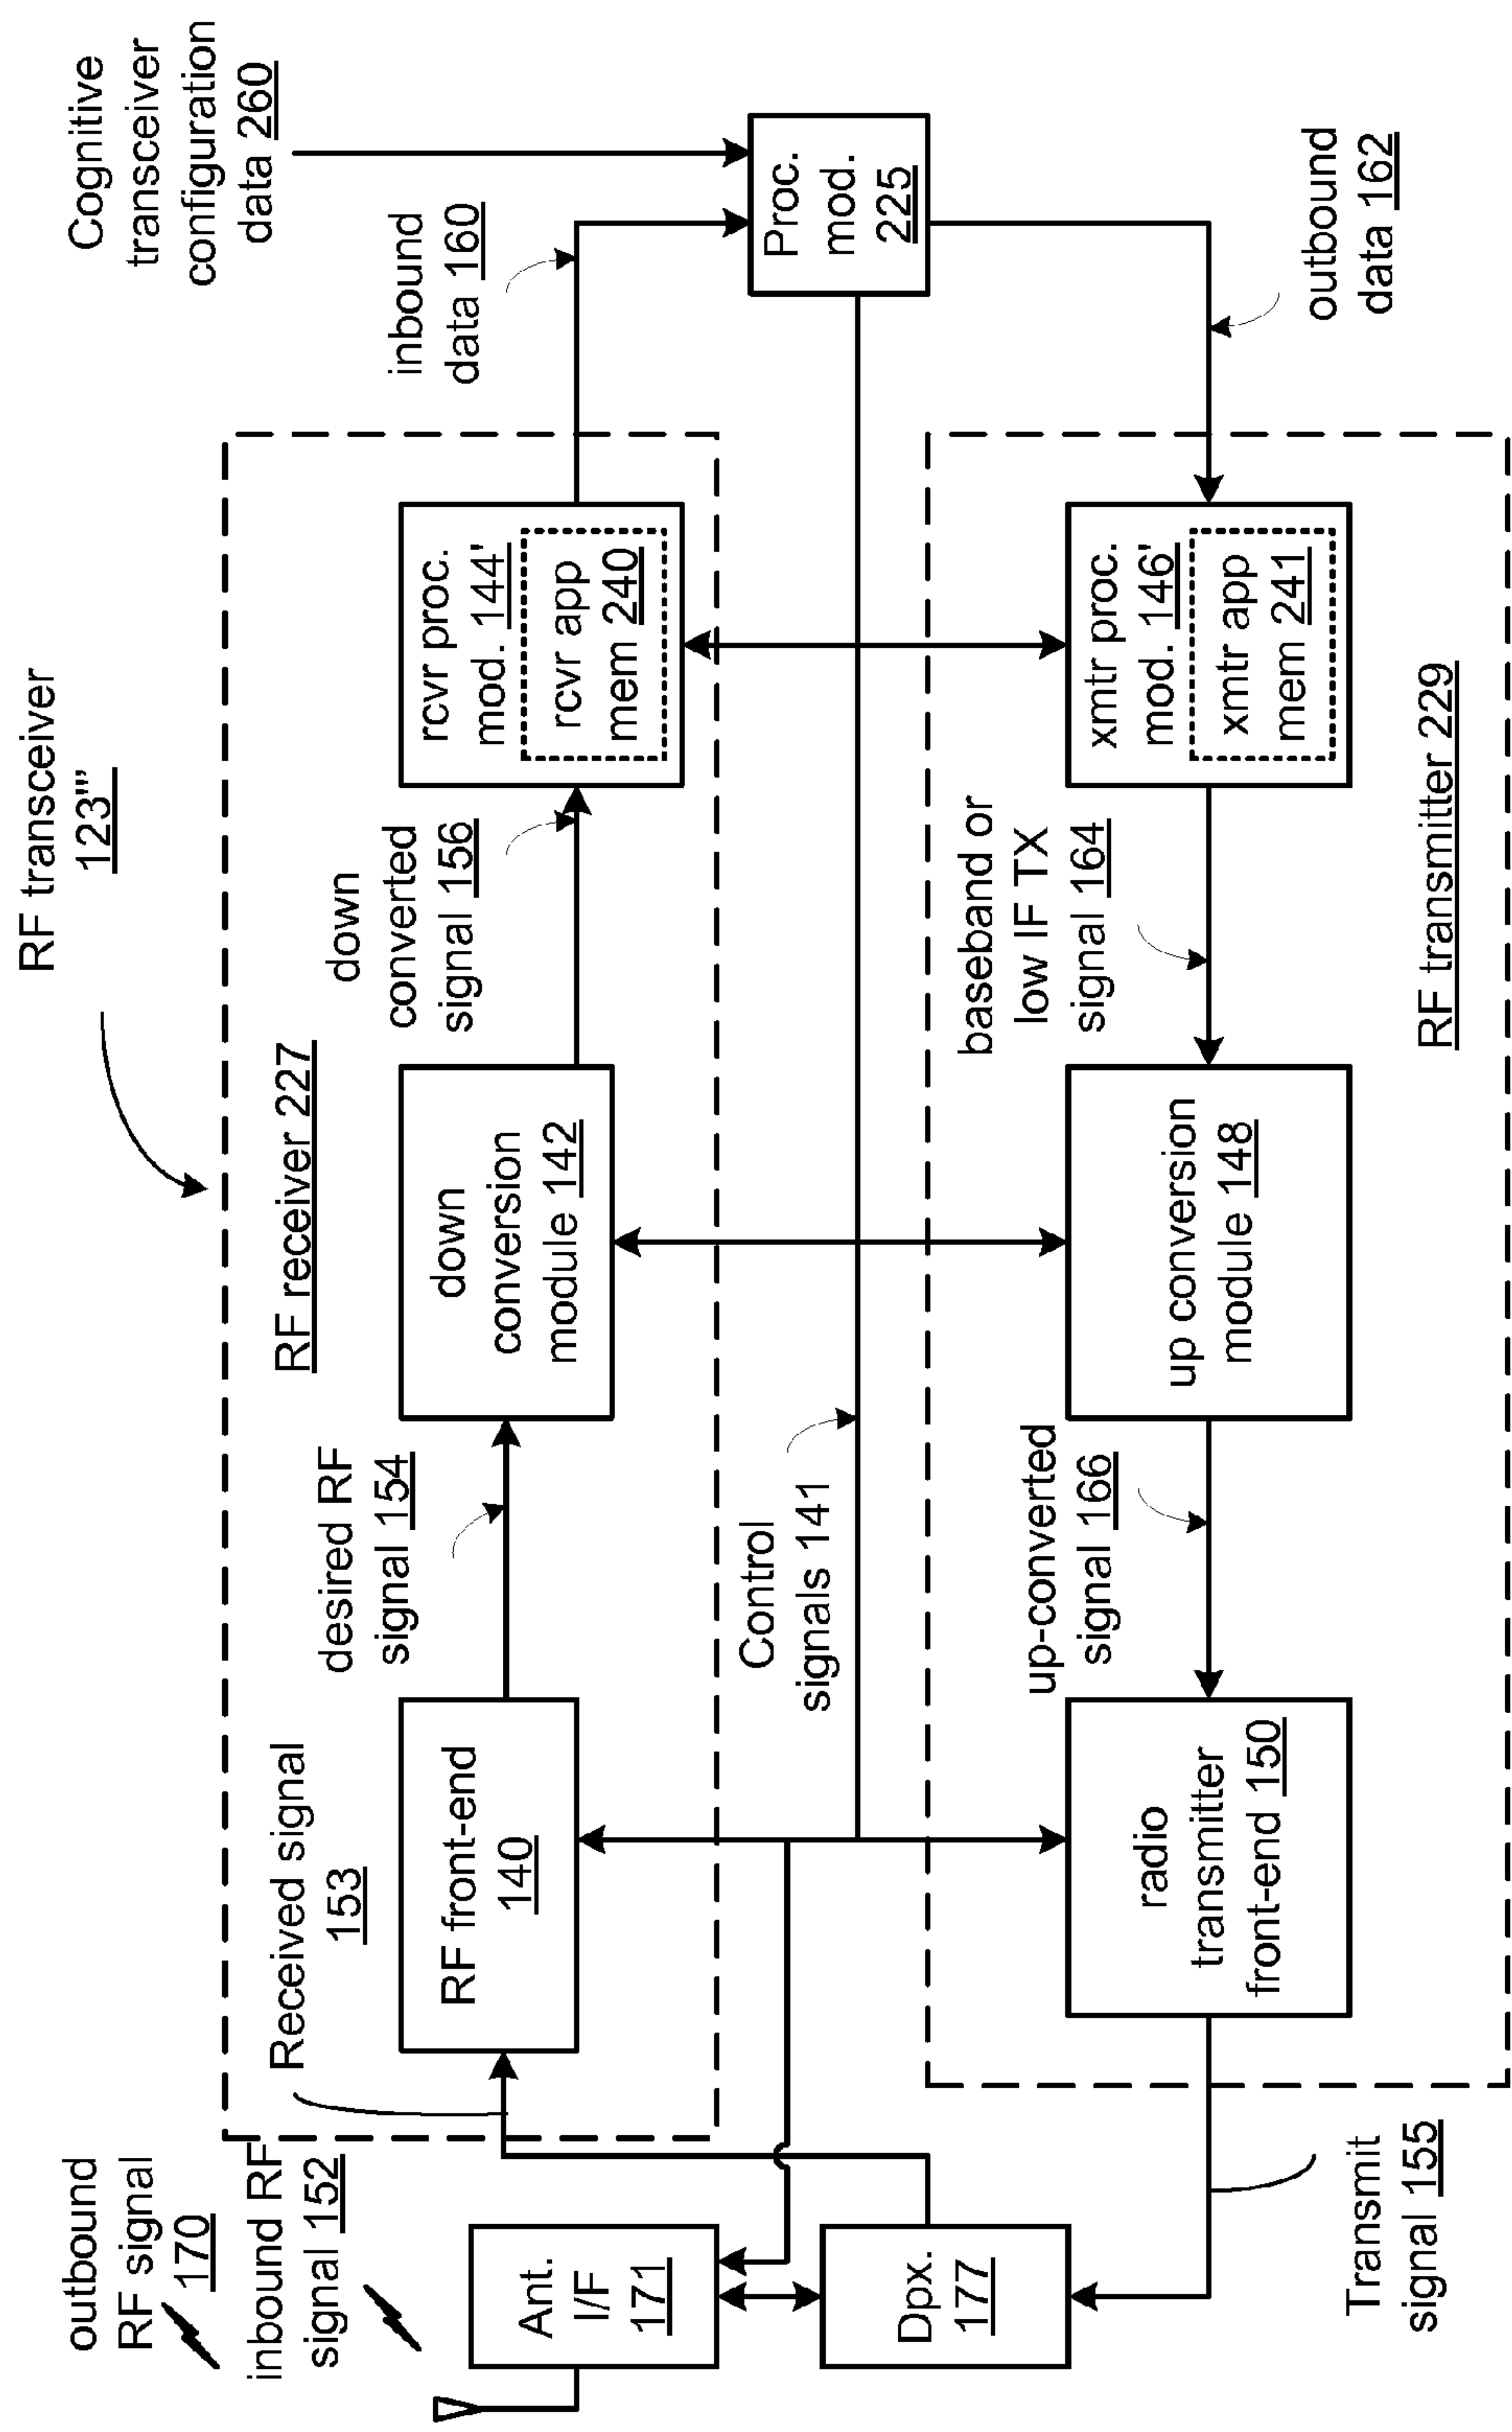 RF transceiver
123'''
Cognitive
transceiver
configuration
data 260
outbound
RF signal
170
inbound RF
signal 152
Received signal
153
RF receiver 227
desired RF
signal 154
down
converted
signal 156
inbound
data 160
Ant.
I/F
171
RF front-end
140
down
conversion
module 142
rcvr proc.
mod. 144'
rcvr app
mem 240
Proc.
mod.
225
Control
signals 141
Dpx.
177
up-converted
signal 166
baseband or
low IF TX
signal 164
radio
transmitter
front-end 150
up conversion
module 148
xmtr proc.
mod. 146'
xmtr app
mem 241
outbound
data 162
Transmit
signal 155
RF transmitter 229